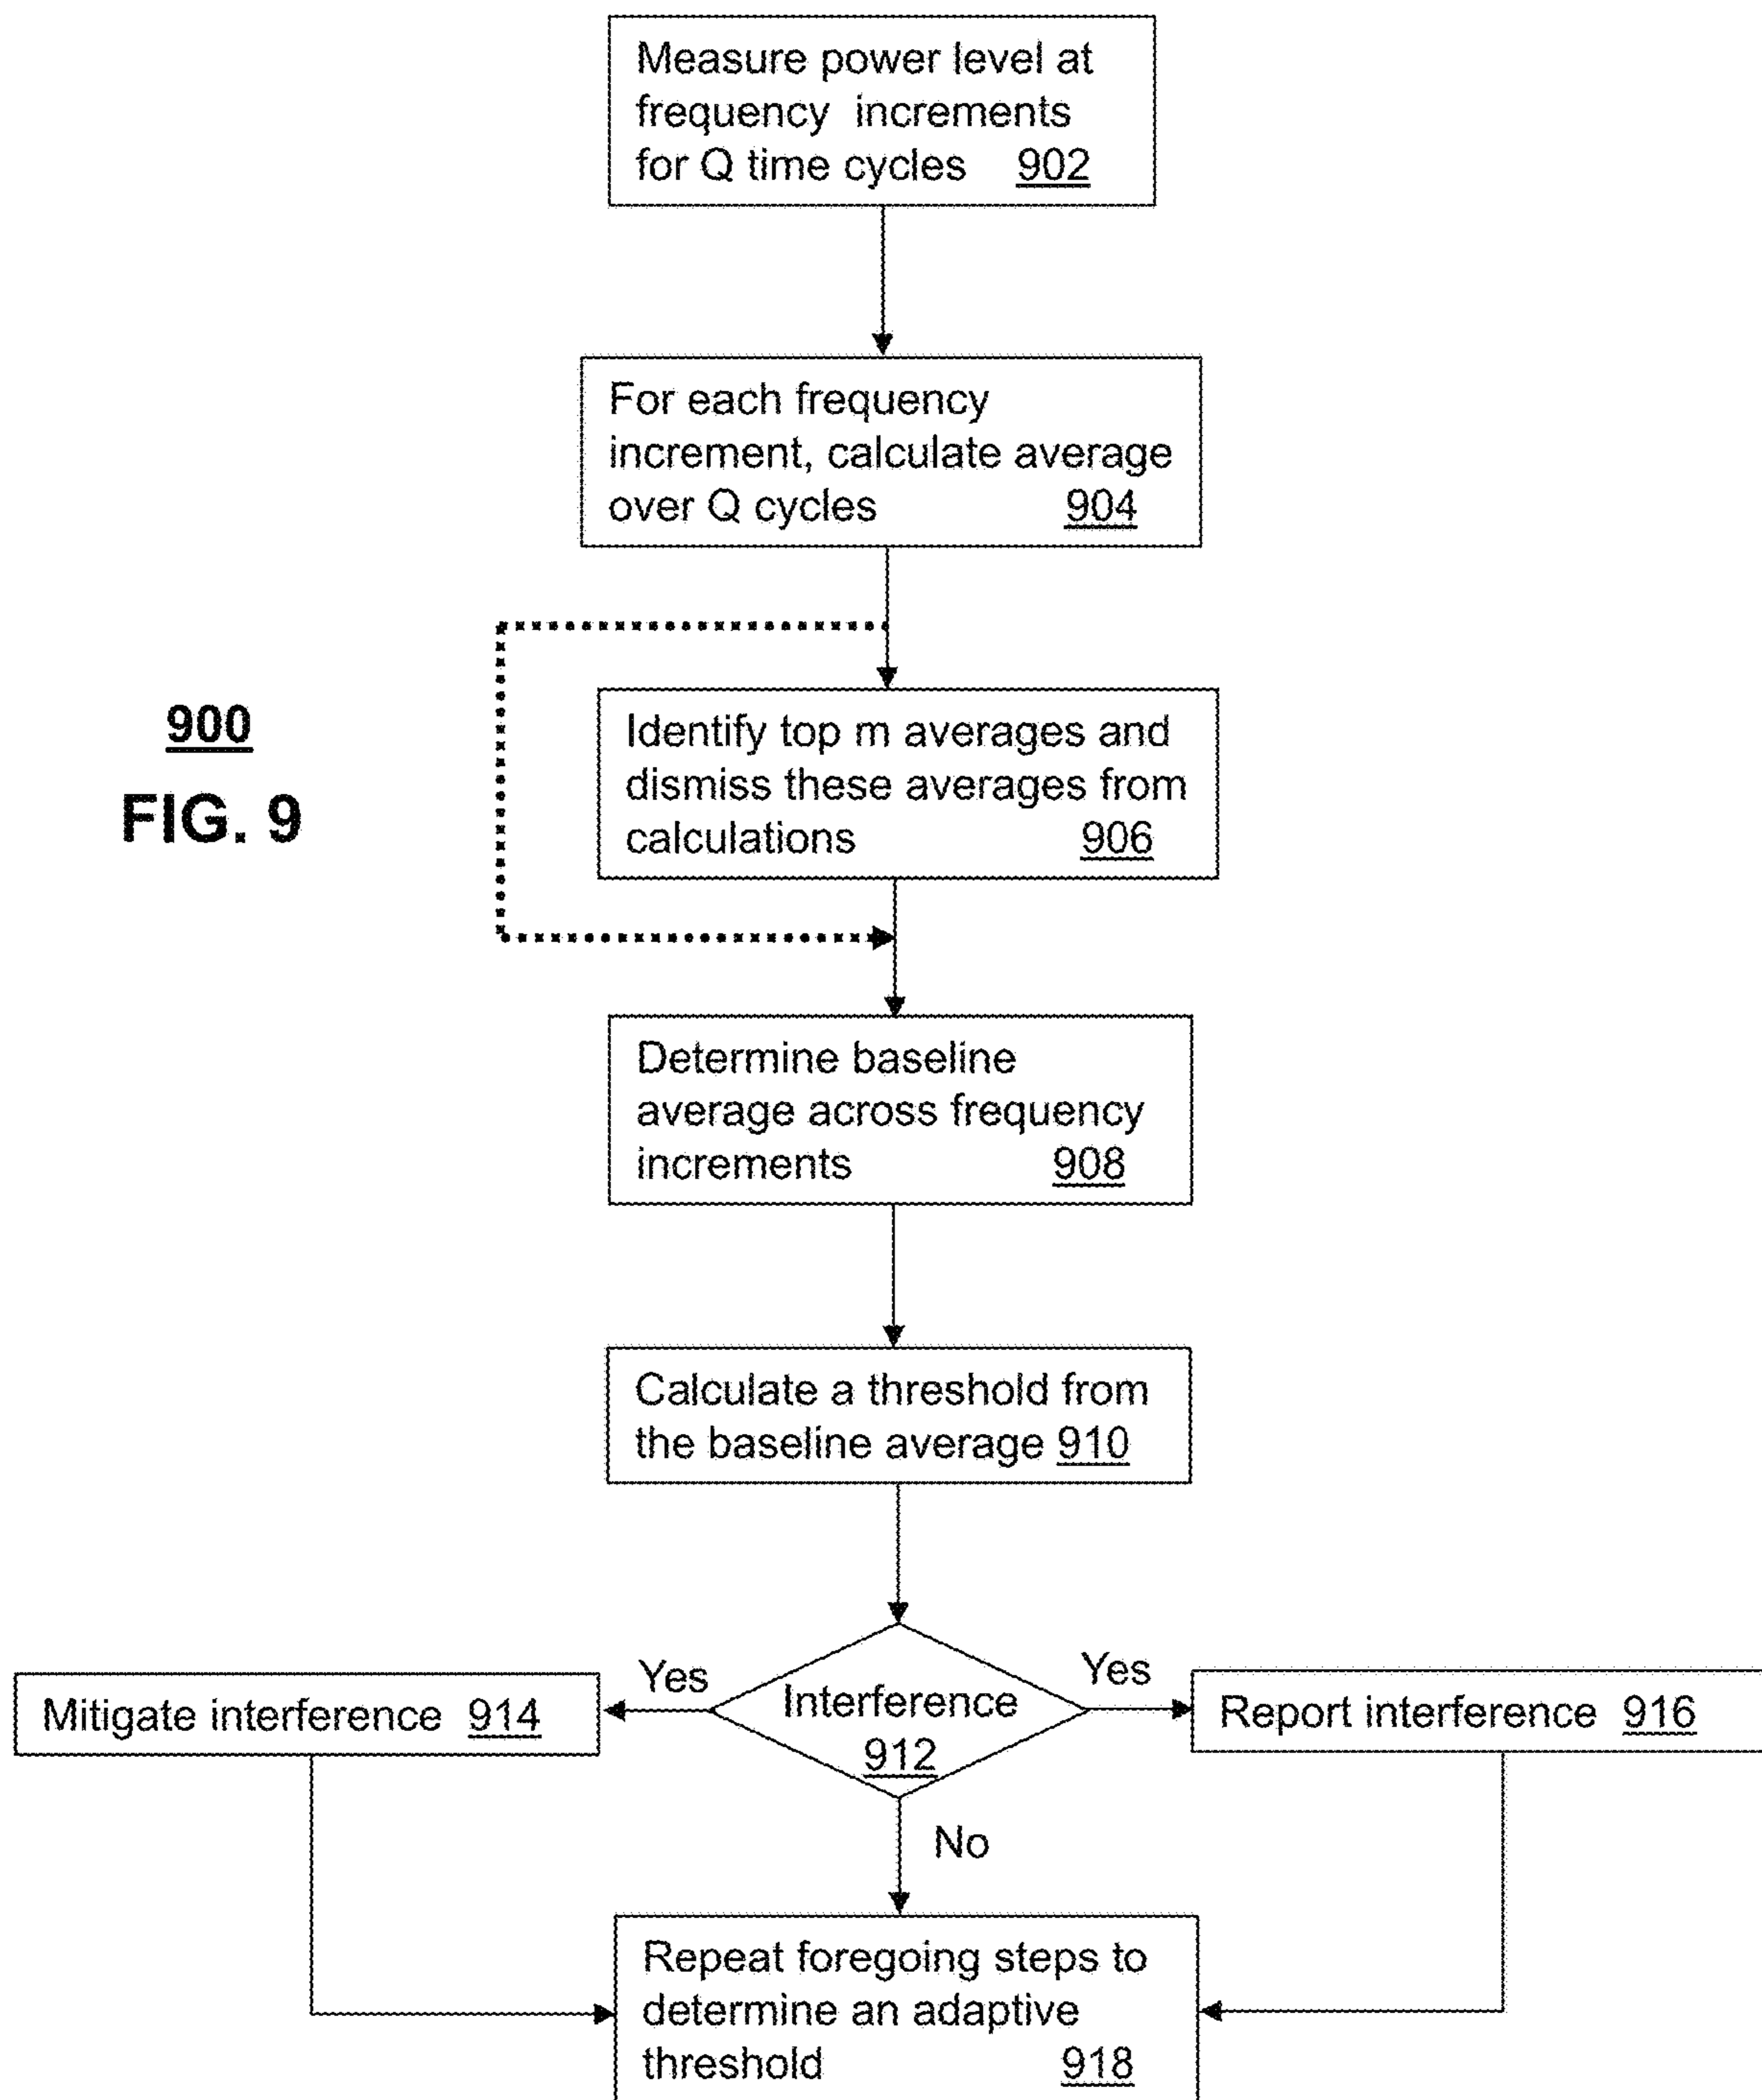 Measure power level at
frequency increments
for Q time cycles 902
For each frequency
increment, calculate average
over Q cycles 904
900
FIG. 9
Identify top m averages and
dismiss these averages from
calculations 906
Determine baseline
average across frequency
increments 908
Calculate a threshold from
the baseline average 910
Yes
Yes
Mitigate interference 914
Interference
912
Report interference 916
No
Repeat foregoing steps to
determine an adaptive
threshold 918